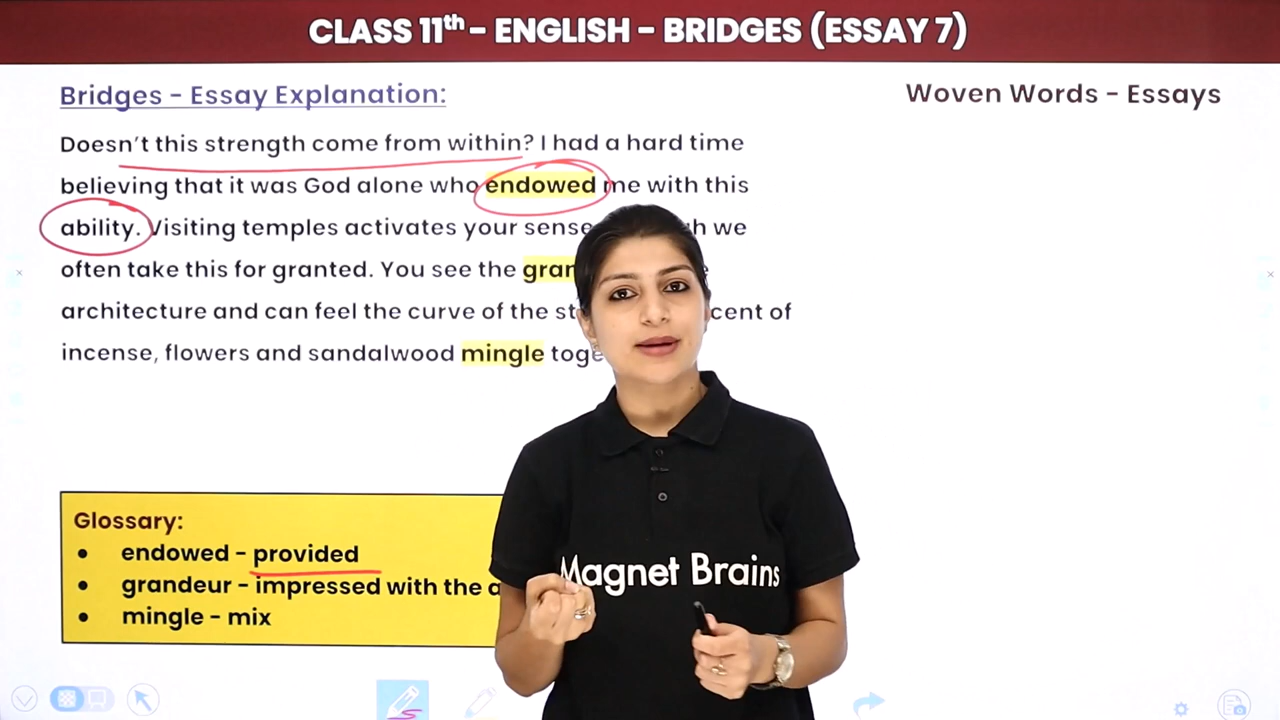 CLASS 11th - ENGLISH - BRIDGES (ESSAY 7)
Bridges - Essay Explanation:
Woven Words - Essays
Doesn't this strength come from within? I had a hard time
believing that it was God alone who endowed me with this
ability. Visiting temples activates your we
often take this for granted. You see the
architecture and can feel the curve of the of
incense, flowers and sandalwood mingle
Glossary:
• endowed - provided
• grandeur - impressed with the
• mingle - mix
Magnet Brains